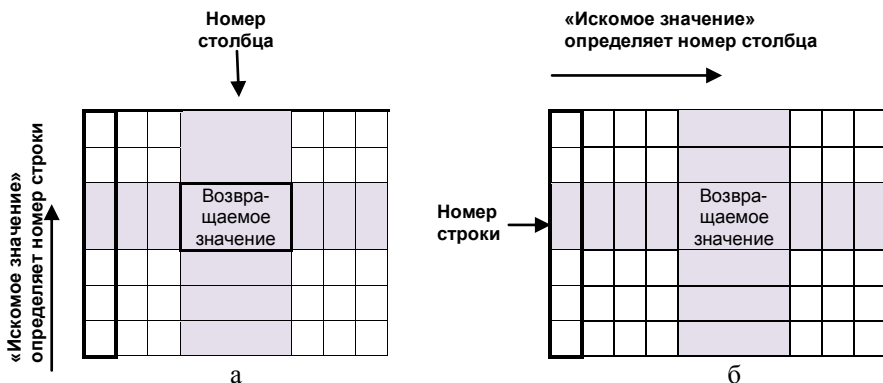 Номер
столбца
«Искомое значение»
определяет номер строки
Возвра-
щаемое
значение
а
«Искомое значение»
определяет номер столбца
Номер
строки
Возвра-
щаемое
значение
б